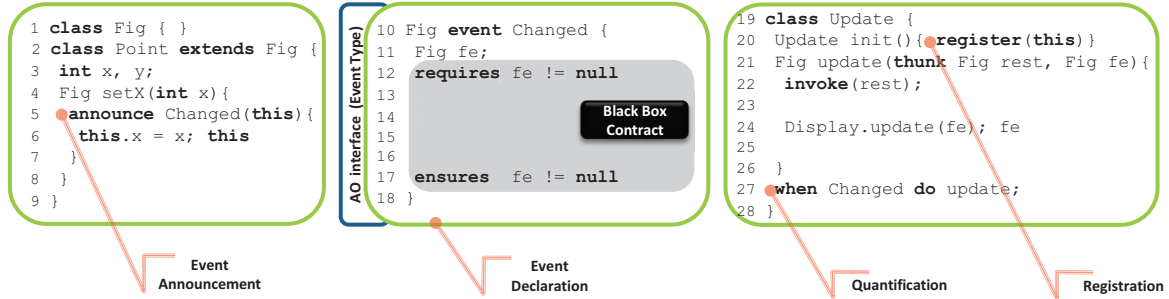 1 class Fig { }
2 class Point extends Fig {
3 int x, y;
4 Fig setX(int x){
5 announce Changed(this){
6 this.x = x; this
7 }
8 }
9 }
Event
Announcement
AO interface (Event Type)
10 Fig event Changed {
11 Fig fe;
12 requires fe != null
13
14
15
16
17 ensures fe != null
18 }
Black Box
Contract
Event
Declaration
19 class Update {
20 Update init(){ register(this)}
21 Fig update(thunk Fig rest, Fig fe){
22 invoke(rest);
23
24 Display.update(fe); fe
25
26 }
27 when Changed do update;
28 }
Quantification
Registration